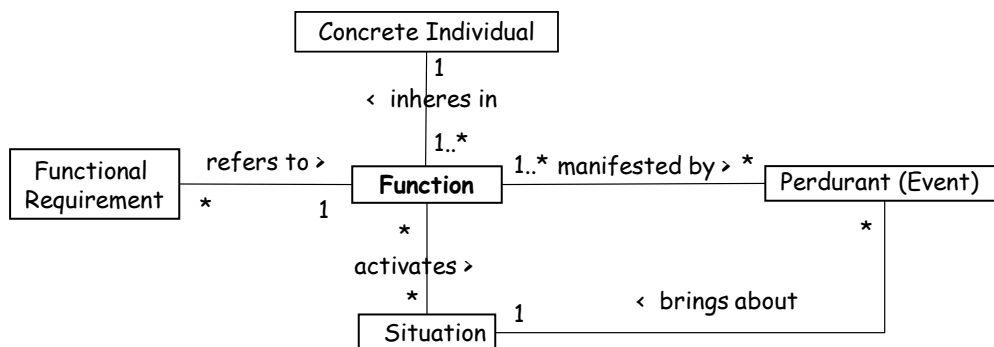 Concrete Individual
1
< inheres in
1..*
Functional
Requirement
refers to >
*
1
Function
1..* manifested by > *
Perdurant (Event)
*
*
activates >
*
1
< brings about
Situation